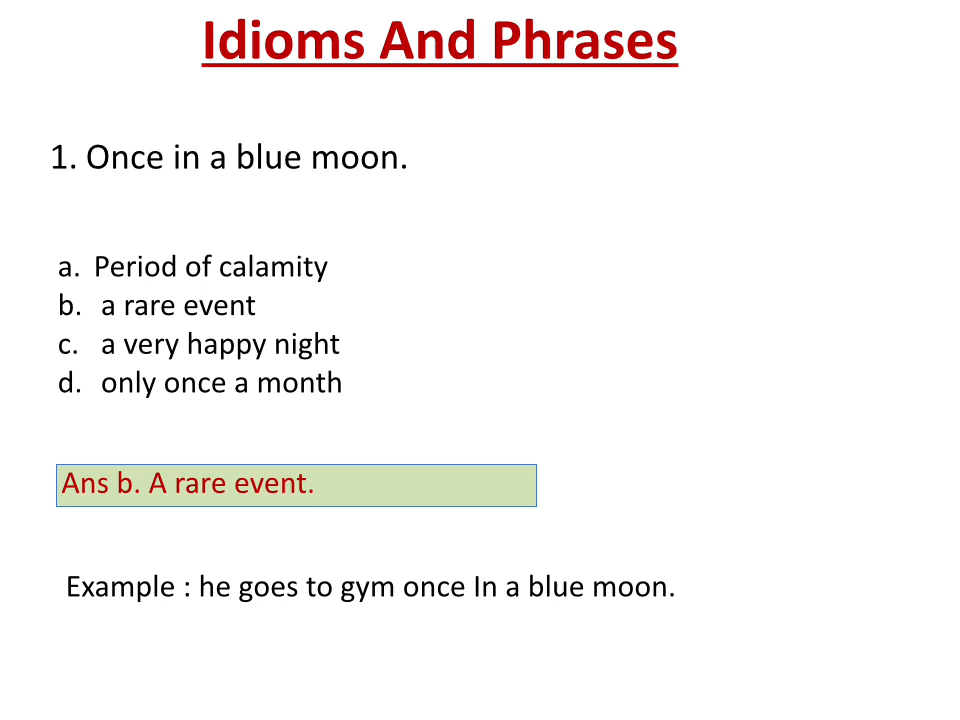 Idioms And Phrases
1. Once in a blue moon.
a. Period of calamity
b. a rare event
c. a very happy night
d. only once a month
Ans b. A rare event.
Example : he goes to gym once In a blue moon.